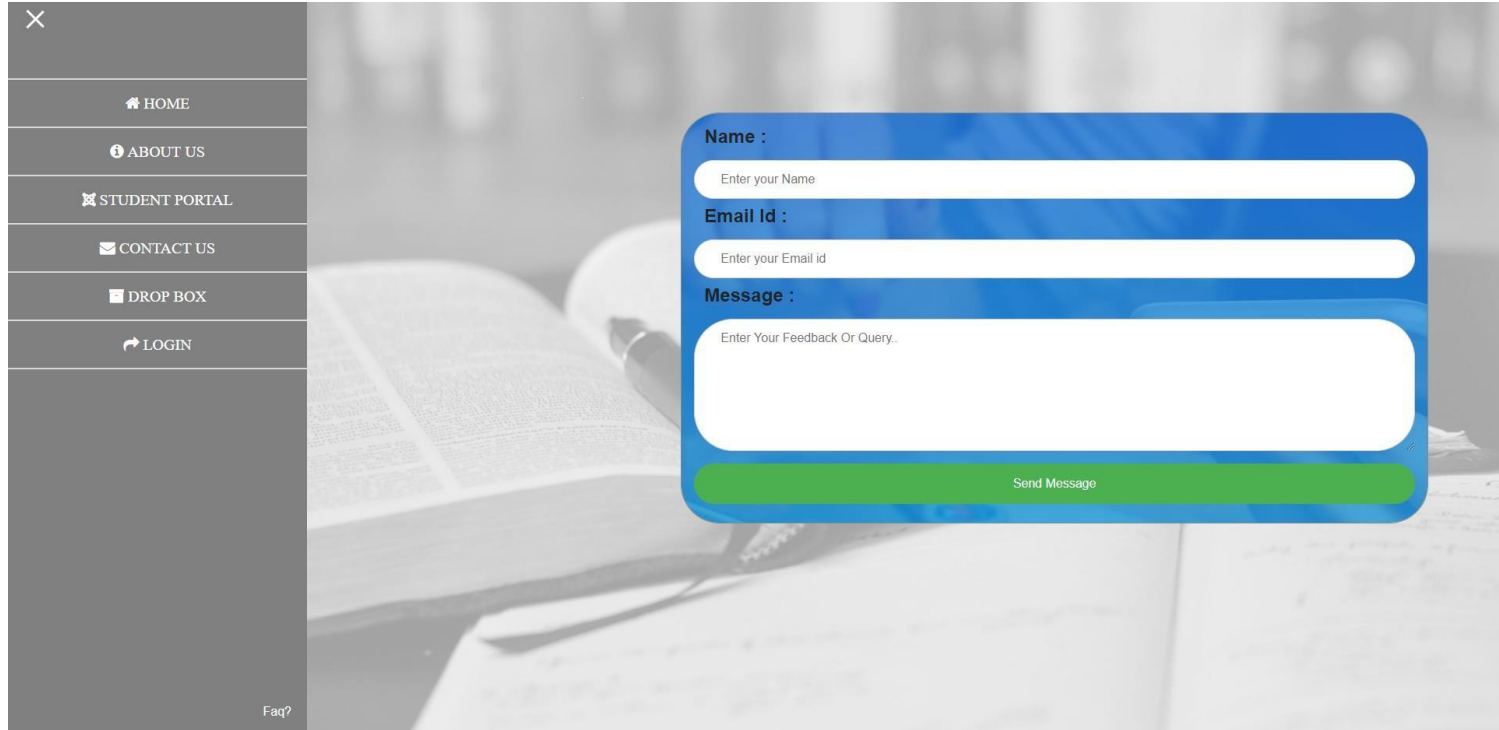 HOME
ABOUT US
STUDENT PORTAL
CONTACT US
DROP BOX
LOGIN
Faq?
Name :
Enter your Name
Email Id :
Enter your Email id
Message :
Enter Your Feedback Or Query..
Send Message